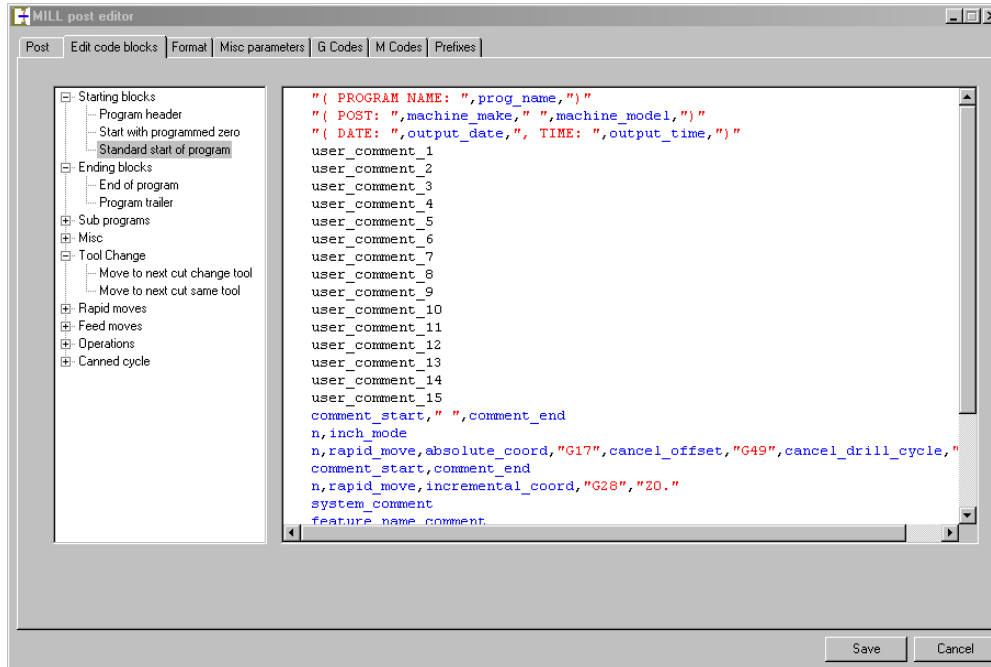 MILL post editor
Post Edit code blocks Format Misc parameters G Codes M Codes Prefixes
Starting blocks
Program header
Start with programmed zero
Standard start of program
Ending blocks
End of program
Program trailer
Sub programs
Misc
Tool Change
Move to next cut change tool
Move to next cut same tool
Rapid moves
Feed moves
Operations
Canned cycle
"( PROGRAM NAME: ",prog_name,")"
"( POST: ",machine_make," ",machine_model,")"
"( DATE: ",output_date,", TIME: ",output_time,")"
user_comment_1
user_comment_2
user_comment_3
user_comment_4
user_comment_5
user_comment_6
user_comment_7
user_comment_8
user_comment_9
user_comment_10
user_comment_11
user_comment_12
user_comment_13
user_comment_14
user_comment_15
comment_start," ",comment_end
n,inch_mode
n,rapid_move,absolute_coord,"G17",cancel_offset,"G49",cancel_drill_cycle,"
comment_start,comment_end
n,rapid_move,incremental_coord,"G28","Z0."
system_comment
feature_name_comment
Save Cancel